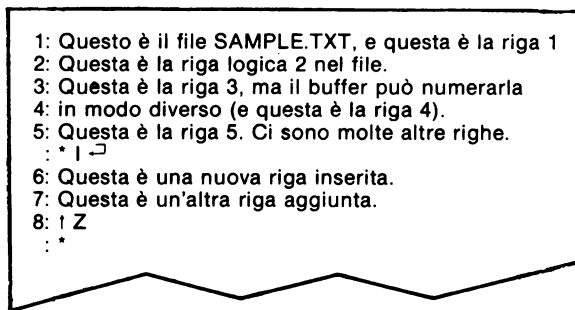 1: Questo è il file SAMPLE.TXT, e questa è la riga 1
2: Questa è la riga logica 2 nel file.
3: Questa è la riga 3, ma il buffer può numerarla
4: in modo diverso (e questa è la riga 4).
5: Questa è la riga 5. Ci sono molte altre righe.
: * I ↵
6: Questa è una nuova riga inserita.
7: Questa è un'altra riga aggiunta.
8: ↑ Z
: *